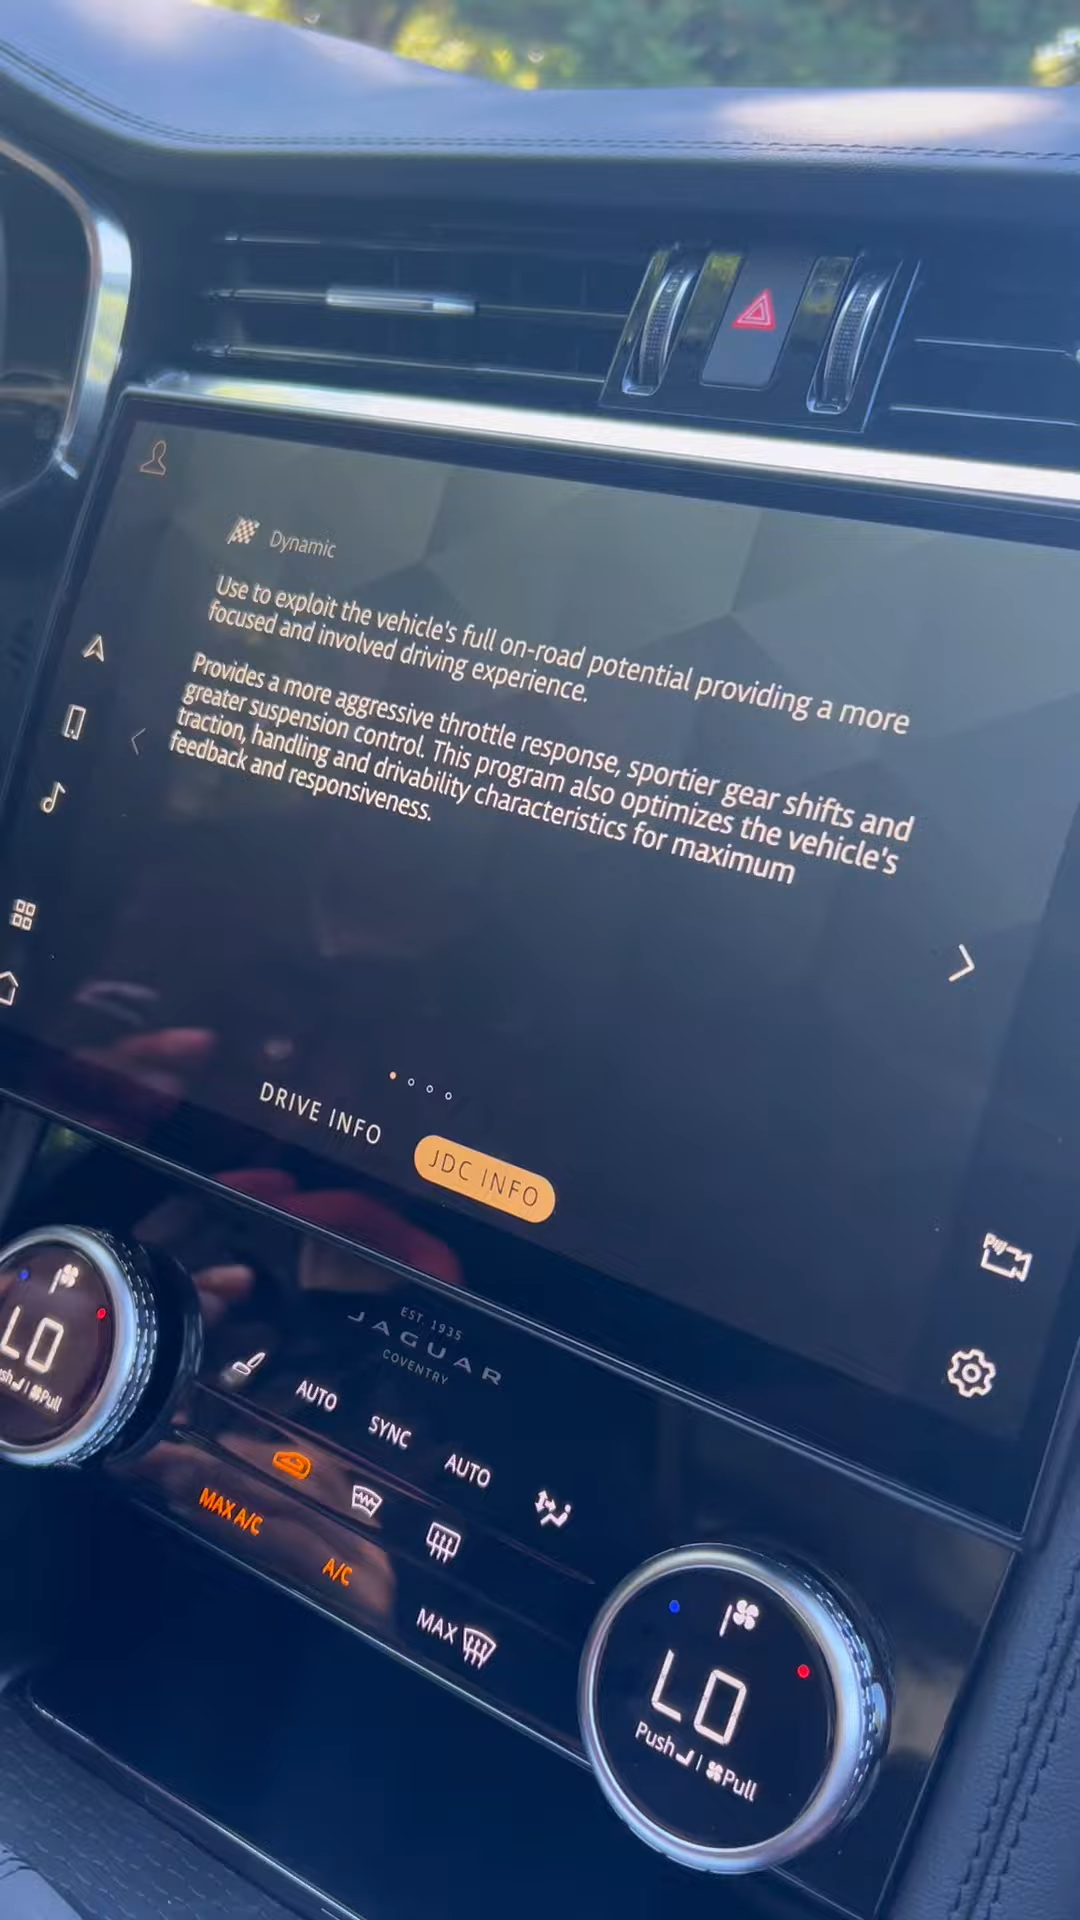 Dynamic
Use to exploit the vehicle's full on-road potential providing a more
focused and involved driving experience.
Provides a more aggressive throttle response, sportier gear shifts and
greater suspension control. This program also optimizes the vehicle's
traction, handling and drivability characteristics for maximum
feedback and responsiveness.
DRIVE INFO
JDC INFO
EST. 1935
JAGUAR
COVENTRY
LO
Pull
AUTO
SYNC
AUTO
MAX A/C
A/C
MAX
LO
Push | Pull